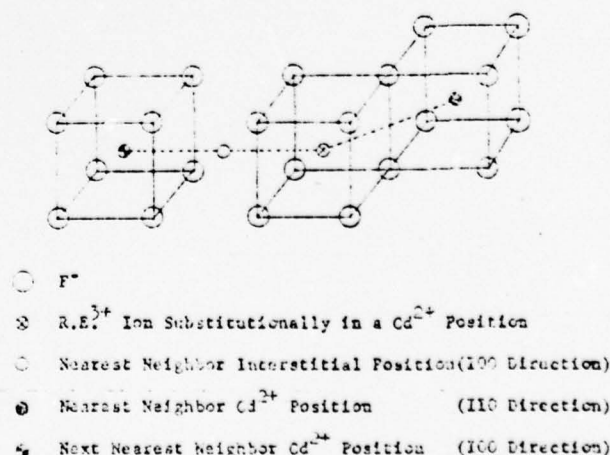 F⁻
R.E.³⁺ Ion Substitutionally in a Cd²⁺ Position
Nearest Neighbor Interstitial Position(100 Direction)
Nearest Neighbor Cd²⁺ Position (110 Direction)
Next Nearest Neighbor Cd²⁺ Position (100 Direction)